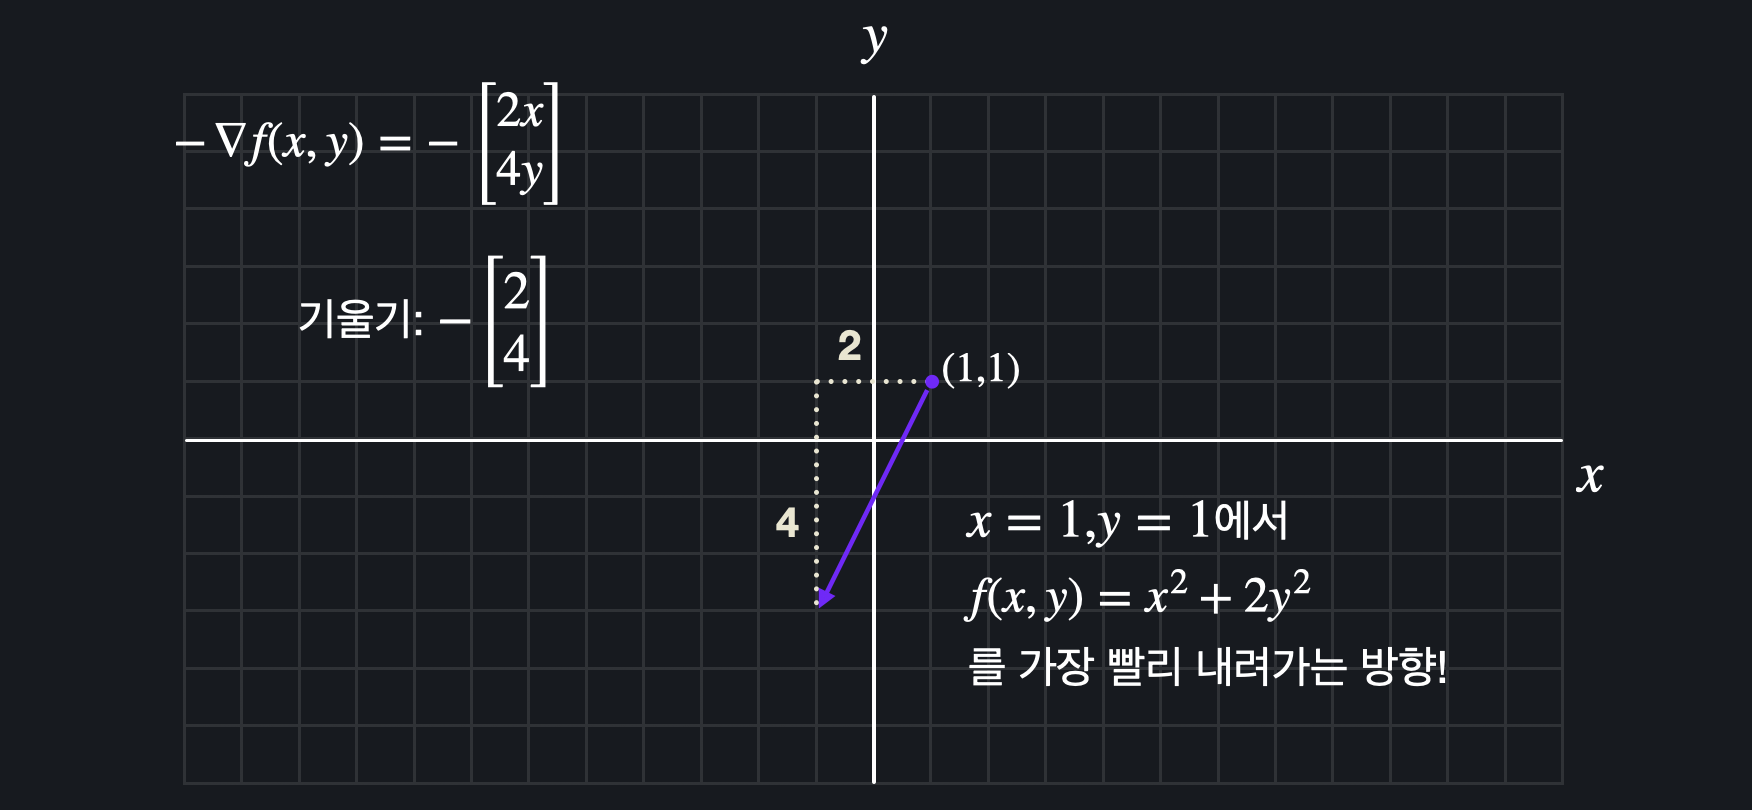 y
−∇f(x, y) = − [2x
4y]
기울기: − [2
4]
2
(1,1)
x
4
x = 1,y = 1에서
f(x, y) = x² + 2y²
를 가장 빨리 내려가는 방향!